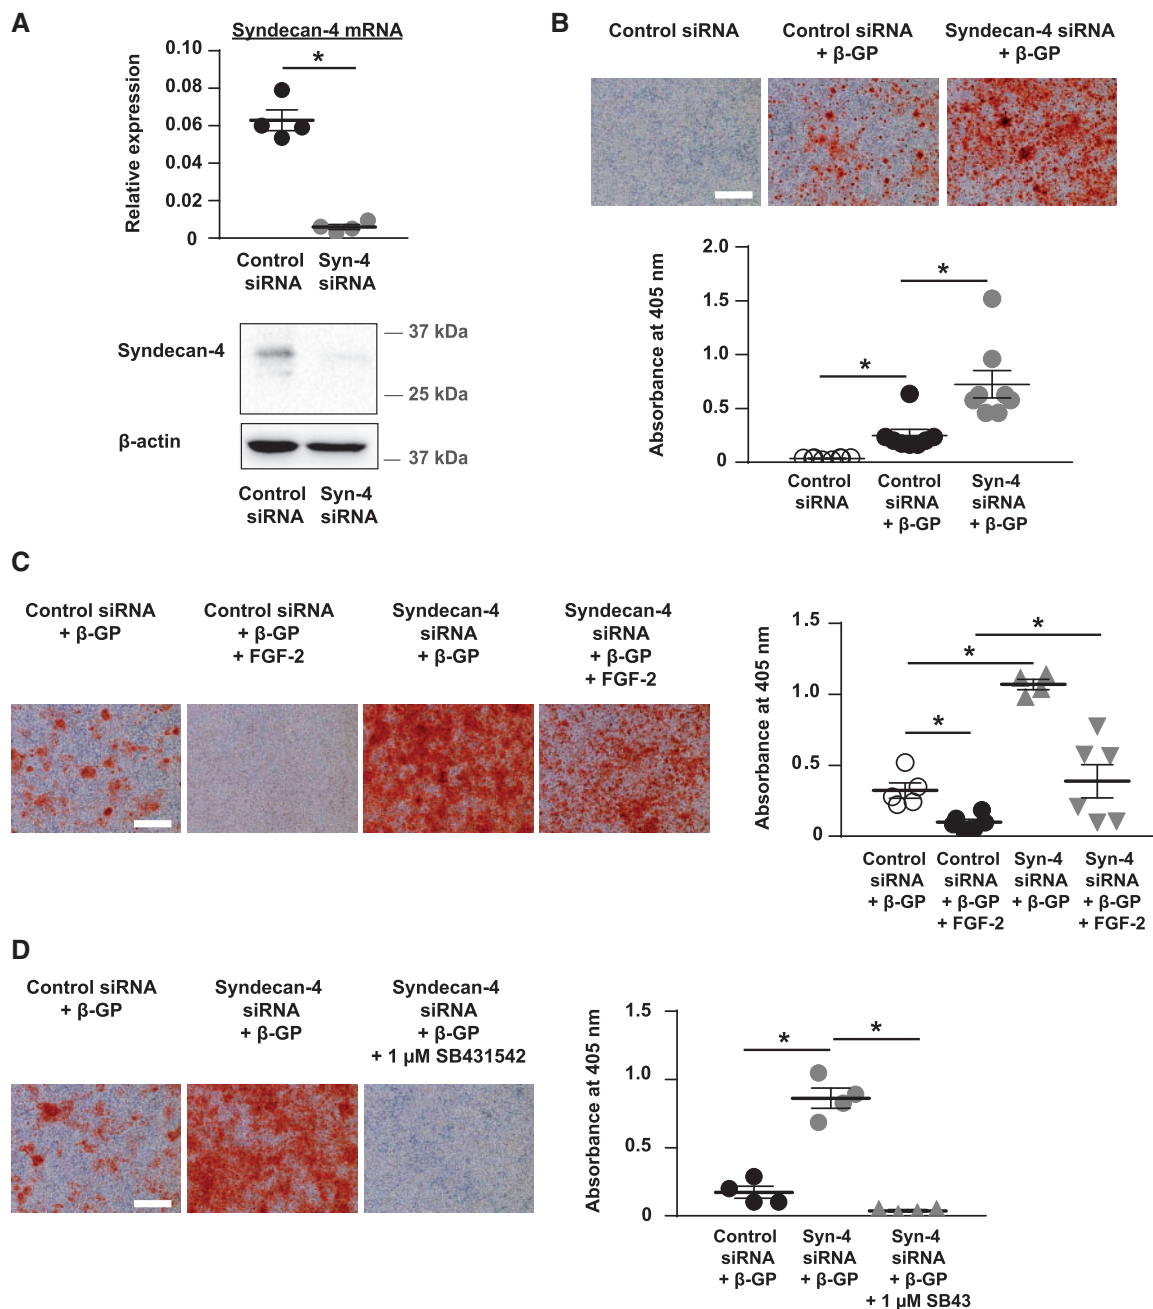 A
Syndecan-4 mRNA
*
Relative expression
0.10
0.08
0.06
0.04
0.02
0
Control
siRNA
Syn-4
siRNA
Syndecan-4
— 37 kDa
— 25 kDa
β-actin
— 37 kDa
Control
siRNA
Syn-4
siRNA
B
Control siRNA
Control siRNA
+ β-GP
Syndecan-4 siRNA
+ β-GP
Absorbance at 405 nm
2.0
1.5
1.0
0.5
0
*
*
Control
siRNA
Control
siRNA
+ β-GP
Syn-4
siRNA
+ β-GP
C
Control siRNA
+ β-GP
Control siRNA
+ β-GP
+ FGF-2
Syndecan-4
siRNA
+ β-GP
Syndecan-4
siRNA
+ β-GP
+ FGF-2
Absorbance at 405 nm
1.5
1.0
0.5
0
*
*
*
Control
siRNA
+ β-GP
Control
siRNA
+ β-GP
+ FGF-2
Syn-4
siRNA
+ β-GP
Syn-4
siRNA
+ β-GP
+ FGF-2
D
Control siRNA
+ β-GP
Syndecan-4
siRNA
+ β-GP
Syndecan-4
siRNA
+ β-GP
+ 1 µM SB431542
Absorbance at 405 nm
1.5
1.0
0.5
0
*
*
Control
siRNA
+ β-GP
Syn-4
siRNA
+ β-GP
Syn-4
siRNA
+ β-GP
+ 1 µM SB43